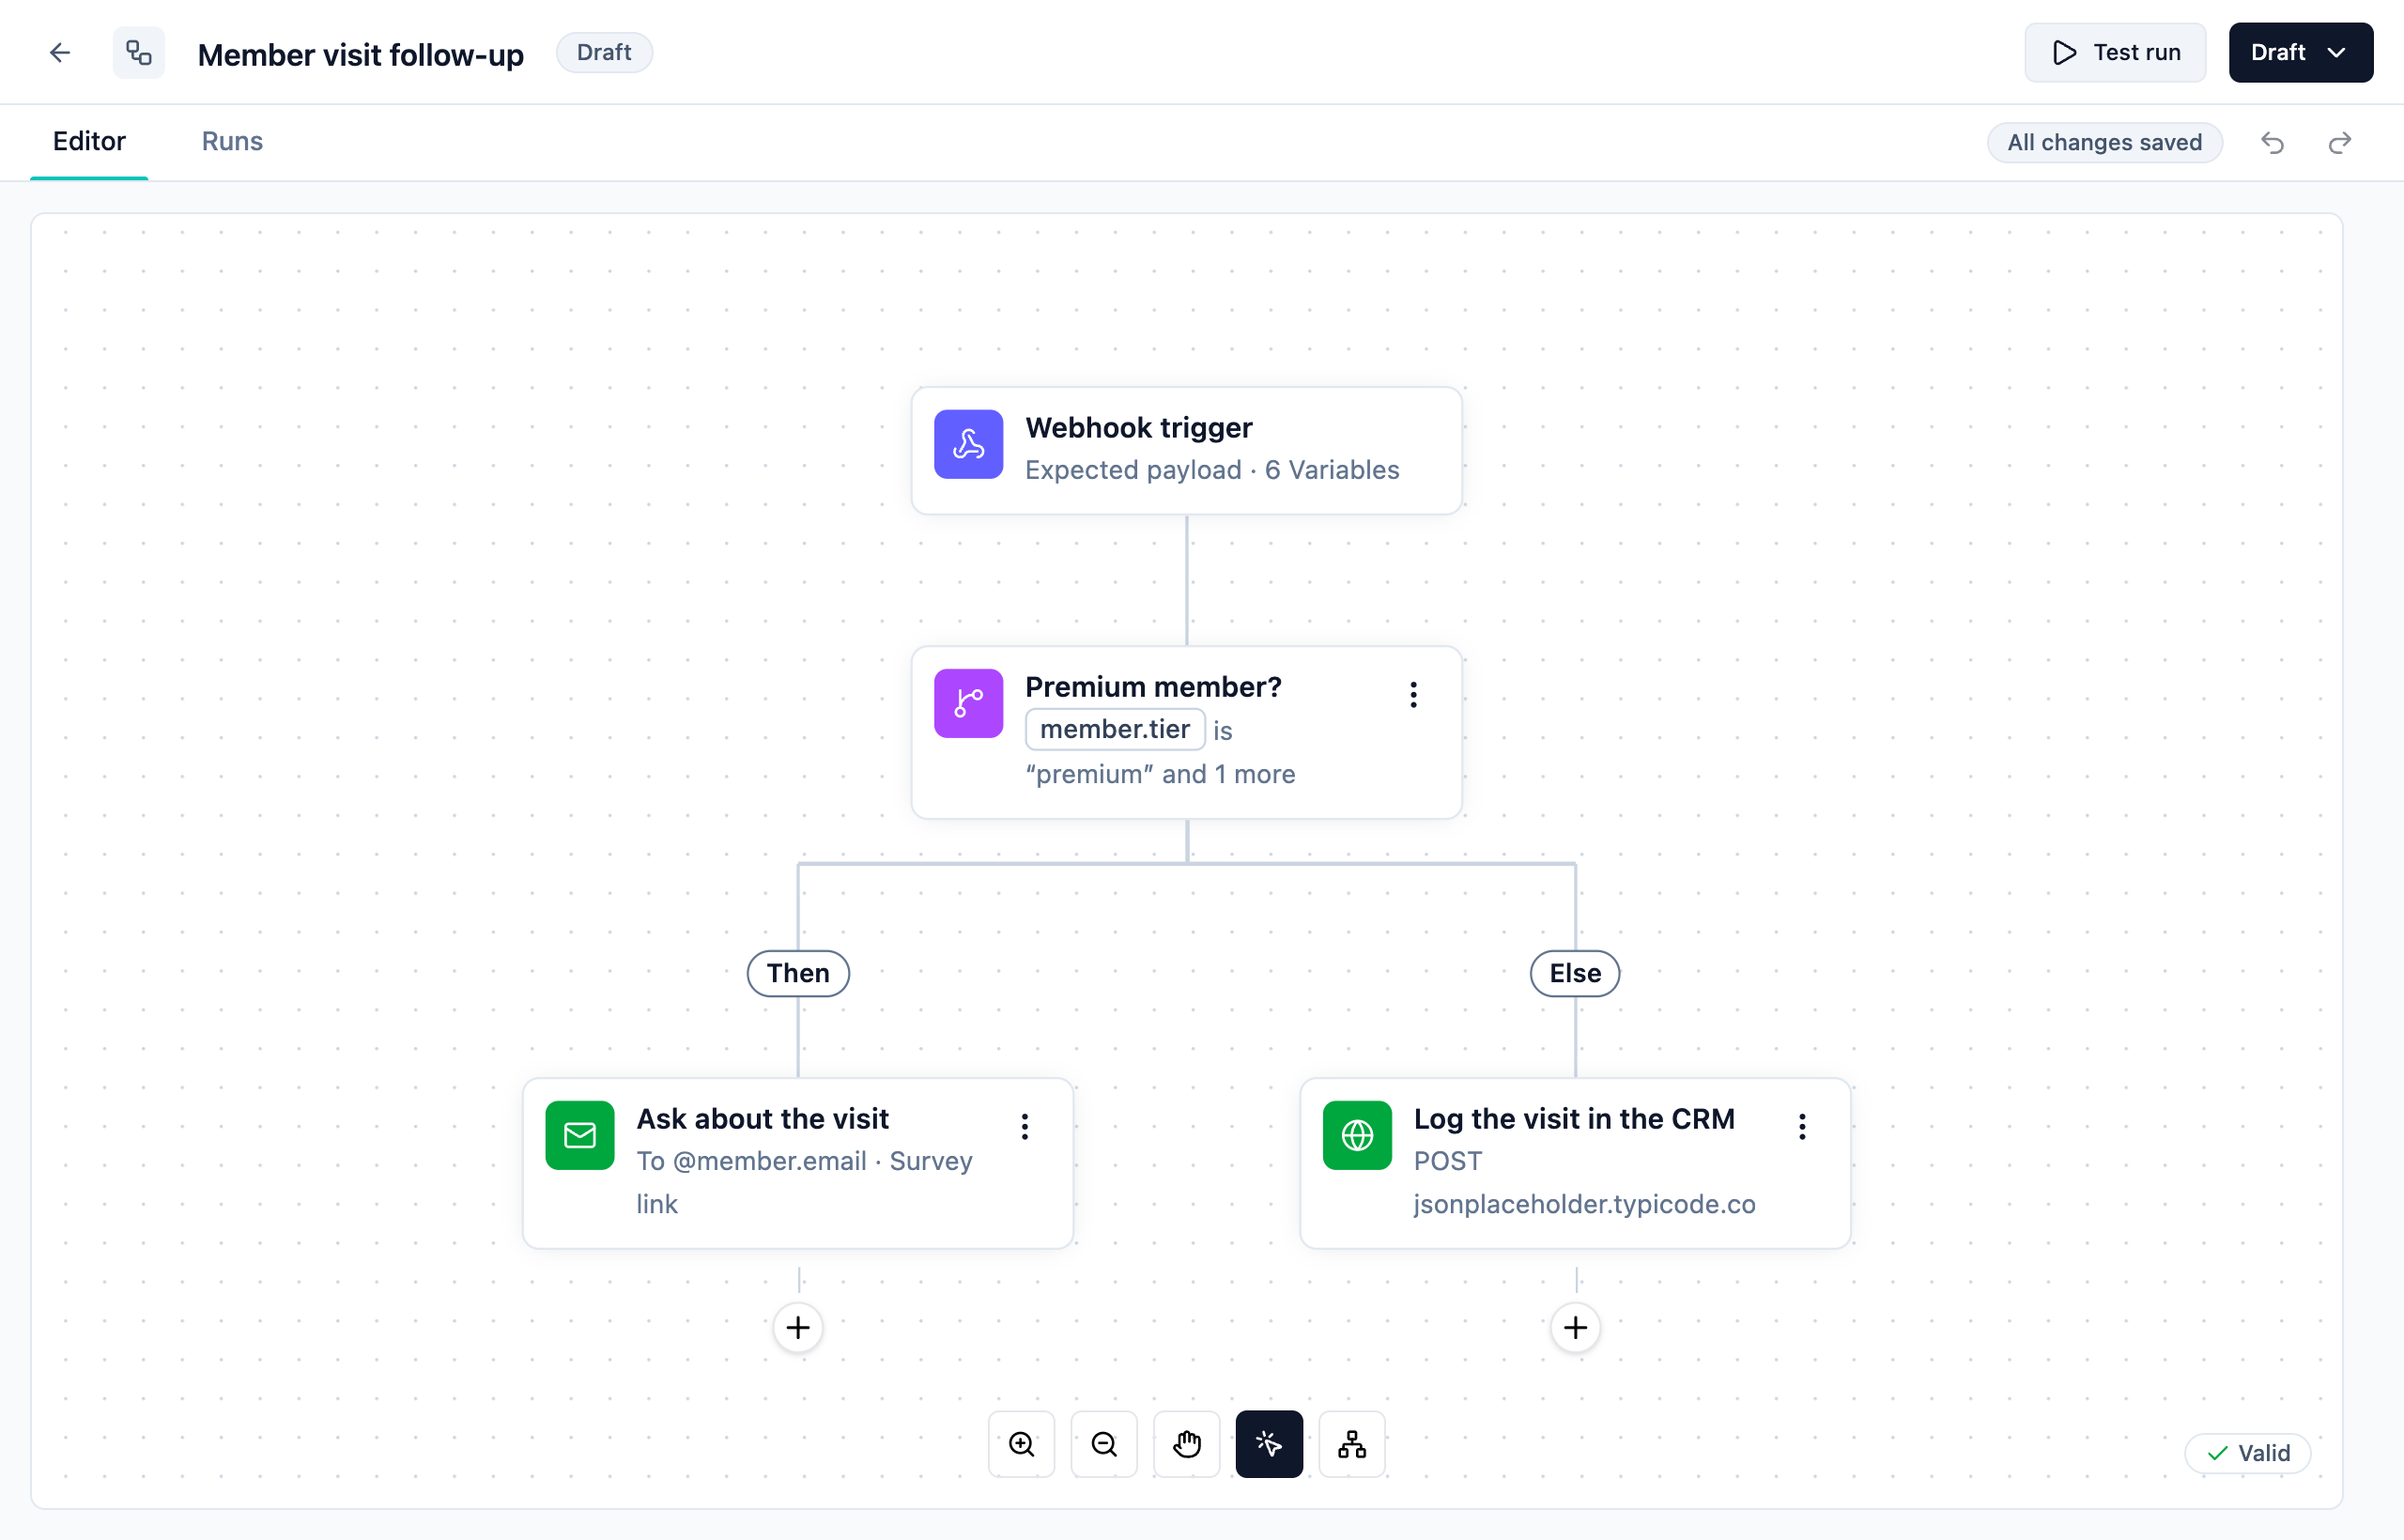 Member visit follow-up
Draft
Test run
Draft
Editor
Runs
All changes saved
Webhook trigger
Expected payload · 6 Variables
Premium member?
member.tier is
“premium” and 1 more
Then
Else
Ask about the visit
To @member.email · Survey
link
Log the visit in the CRM
POST
jsonplaceholder.typicode.co
Valid